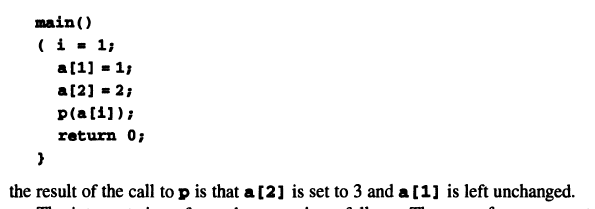 main()
( i = 1;
a[1] = 1;
a[2] = 2;
p(a[i]);
return 0;
}
the result of the call to p is that a[2] is set to 3 and a[1] is left unchanged.